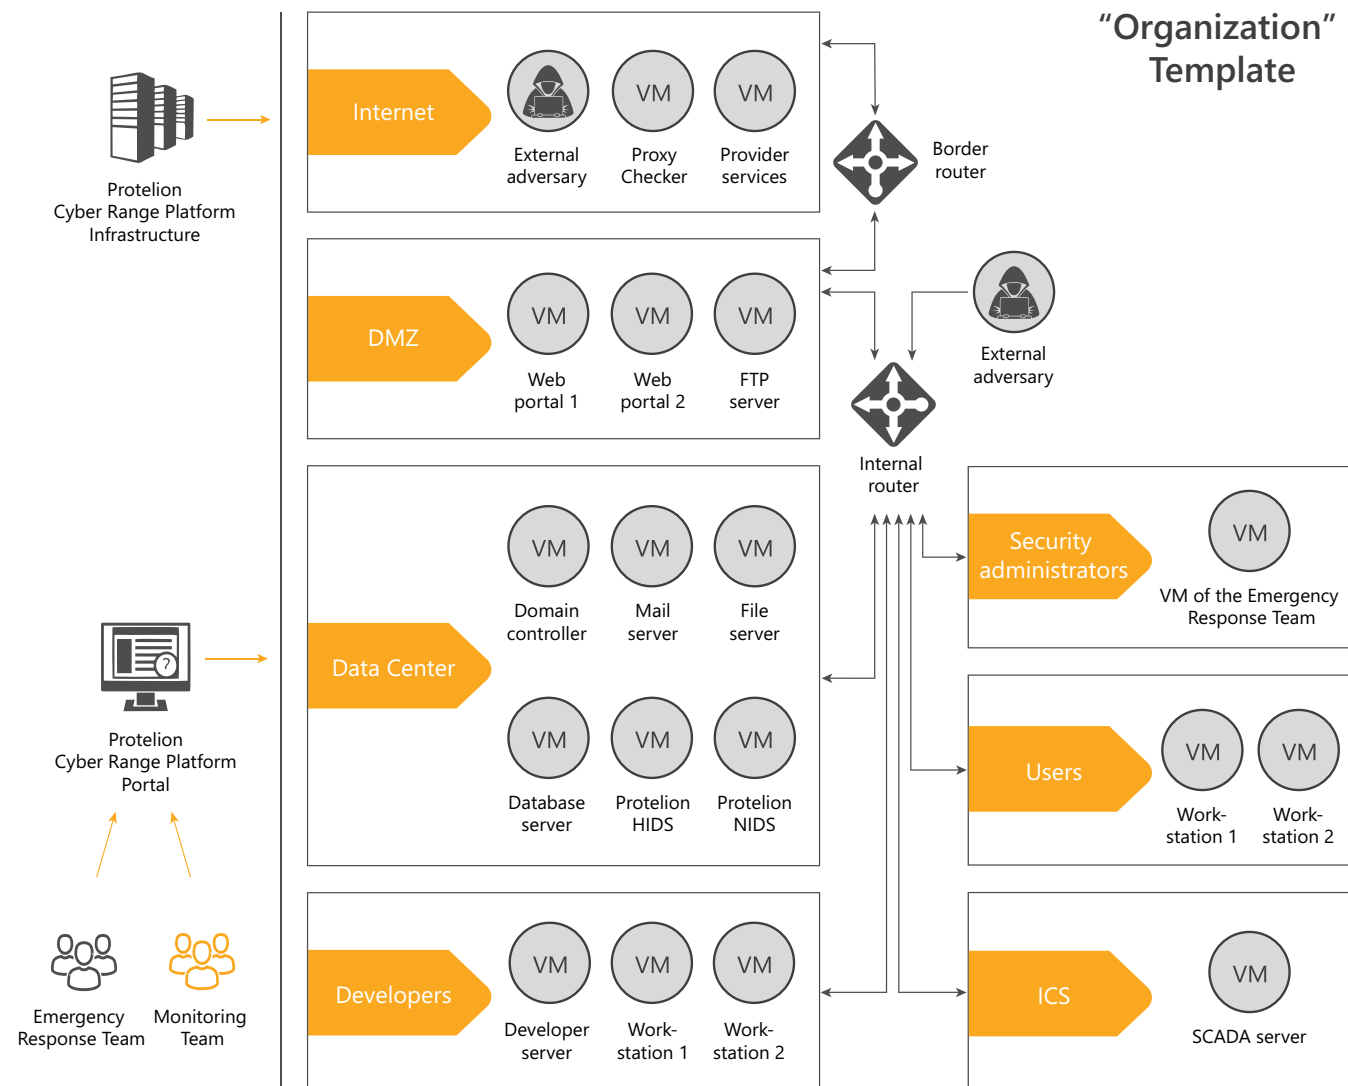 “Organization”
Template
Protelion
Cyber Range Platform
Infrastructure
Internet
External
adversary
VM
Proxy
Checker
VM
Provider
services
Border
router
DMZ
VM
Web
portal 1
VM
Web
portal 2
VM
FTP
server
External
adversary
Internal
router
Data Center
VM
Domain
controller
VM
Mail
server
VM
File
server
VM
Database
server
VM
Protelion
HIDS
VM
Protelion
NIDS
Security
administrators
VM
VM of the Emergency
Response Team
?
Protelion
Cyber Range Platform
Portal
Users
VM
Work-
station 1
VM
Work-
station 2
Emergency
Response Team
Monitoring
Team
Developers
VM
Developer
server
VM
Work-
station 1
VM
Work-
station 2
ICS
VM
SCADA server